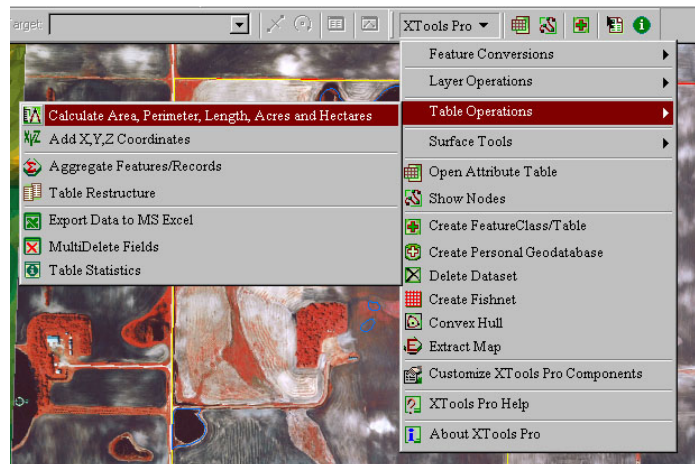 Target:
XTools Pro
Feature Conversions
Layer Operations
Table Operations
Surface Tools
Open Attribute Table
Show Nodes
Create FeatureClass/Table
Create Personal Geodatabase
Delete Dataset
Create Fishnet
Convex Hull
Extract Map
Customize XTools Pro Components
XTools Pro Help
About XTools Pro
Calculate Area, Perimeter, Length, Acres and Hectares
Add X,Y,Z Coordinates
Aggregate Features/Records
Table Restructure
Export Data to MS Excel
MultiDelete Fields
Table Statistics